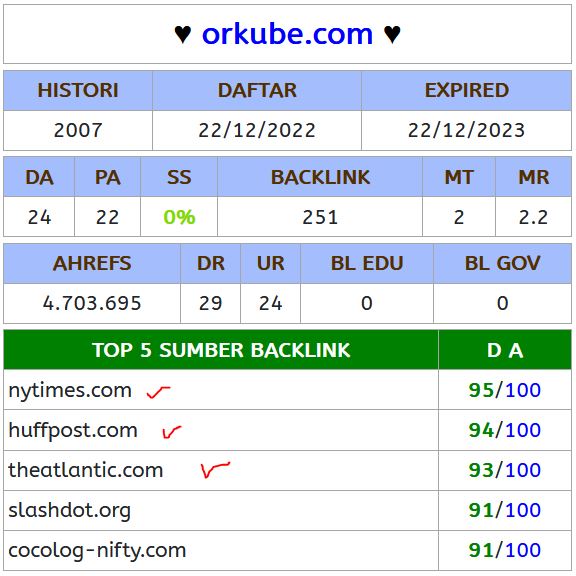 ♥ orkube.com ♥
HISTORI DAFTAR EXPIRED
2007 22/12/2022 22/12/2023
DA PA SS BACKLINK MT MR
24 22 0% 251 2 2.2
AHREFS DR UR BL EDU BL GOV
4.703.695 29 24 0 0
TOP 5 SUMBER BACKLINK D A
nytimes.com 95/100
huffpost.com 94/100
theatlantic.com 93/100
slashdot.org 91/100
cocolog-nifty.com 91/100